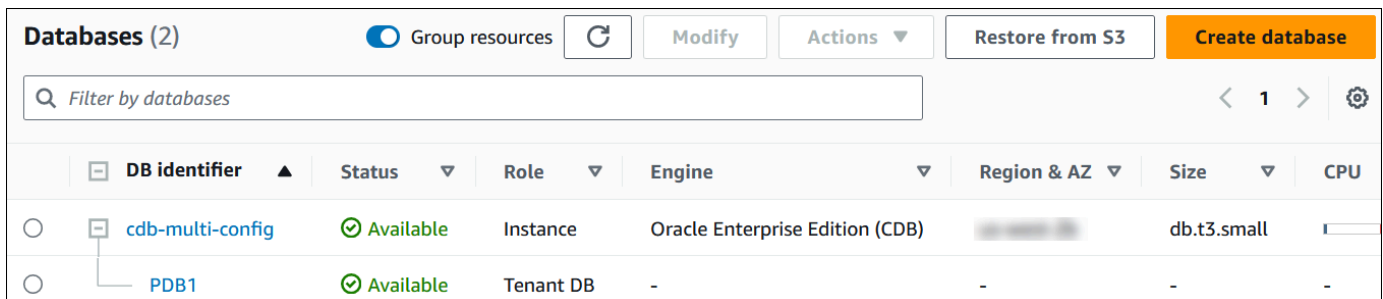 Databases (2) Group resources Modify Actions Restore from S3 Create database
Filter by databases 1
DB identifier Status Role Engine Region & AZ Size CPU
cdb-multi-config Available Instance Oracle Enterprise Edition (CDB) db.t3.small
PDB1 Available Tenant DB - - - -